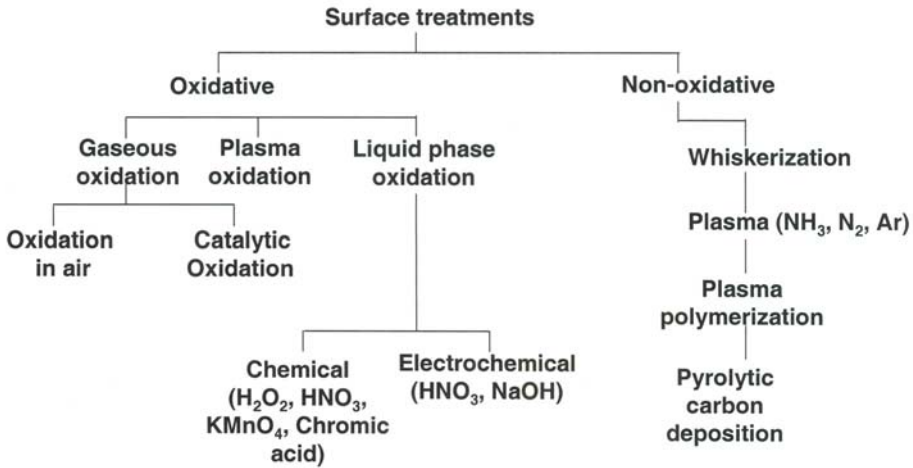 Surface treatments
Oxidative
Non-oxidative
Gaseous
oxidation
Plasma
oxidation
Liquid phase
oxidation
Whiskerization
Oxidation
in air
Catalytic
Oxidation
Plasma (NH₃, N₂, Ar)
Plasma
polymerization
Chemical
(H₂O₂, HNO₃,
KMnO₄, Chromic
acid)
Electrochemical
(HNO₃, NaOH)
Pyrolytic
carbon
deposition